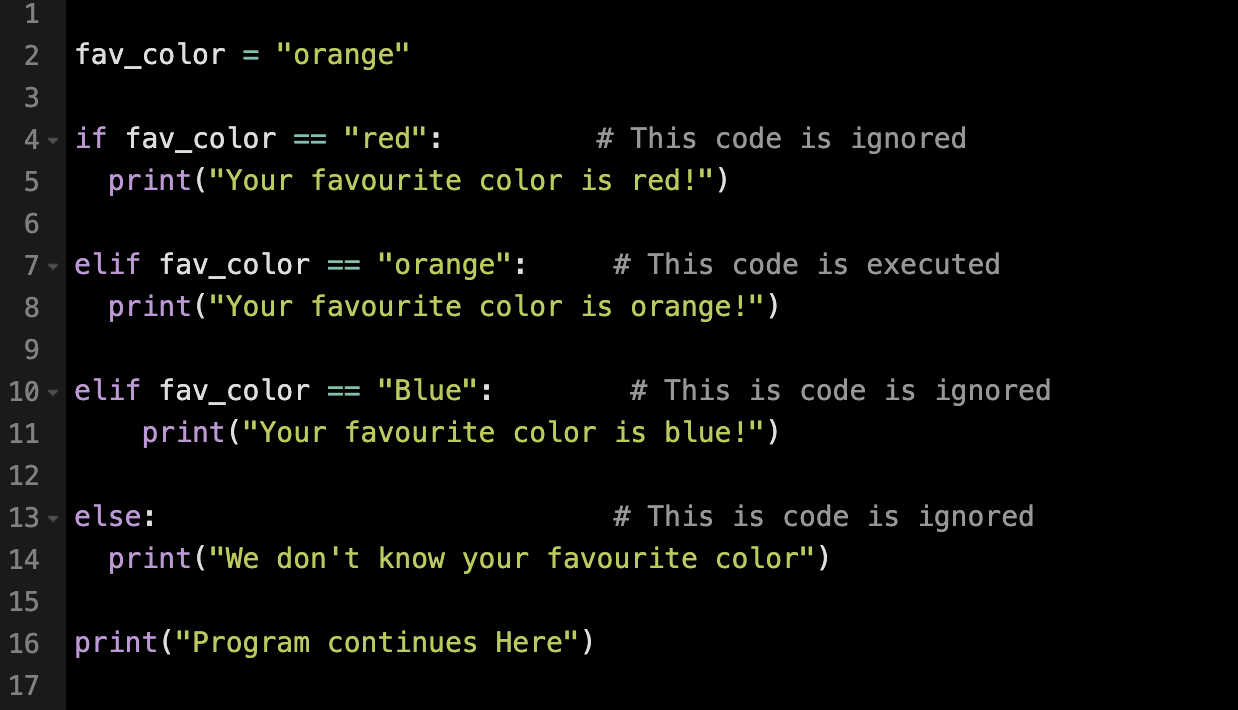 1
2 fav_color = "orange"
3
4 if fav_color == "red":         # This code is ignored
5   print("Your favourite color is red!")
6
7 elif fav_color == "orange":     # This code is executed
8   print("Your favourite color is orange!")
9
10 elif fav_color == "Blue":        # This is code is ignored
11     print("Your favourite color is blue!")
12
13 else:                           # This is code is ignored
14   print("We don't know your favourite color")
15
16 print("Program continues Here")
17